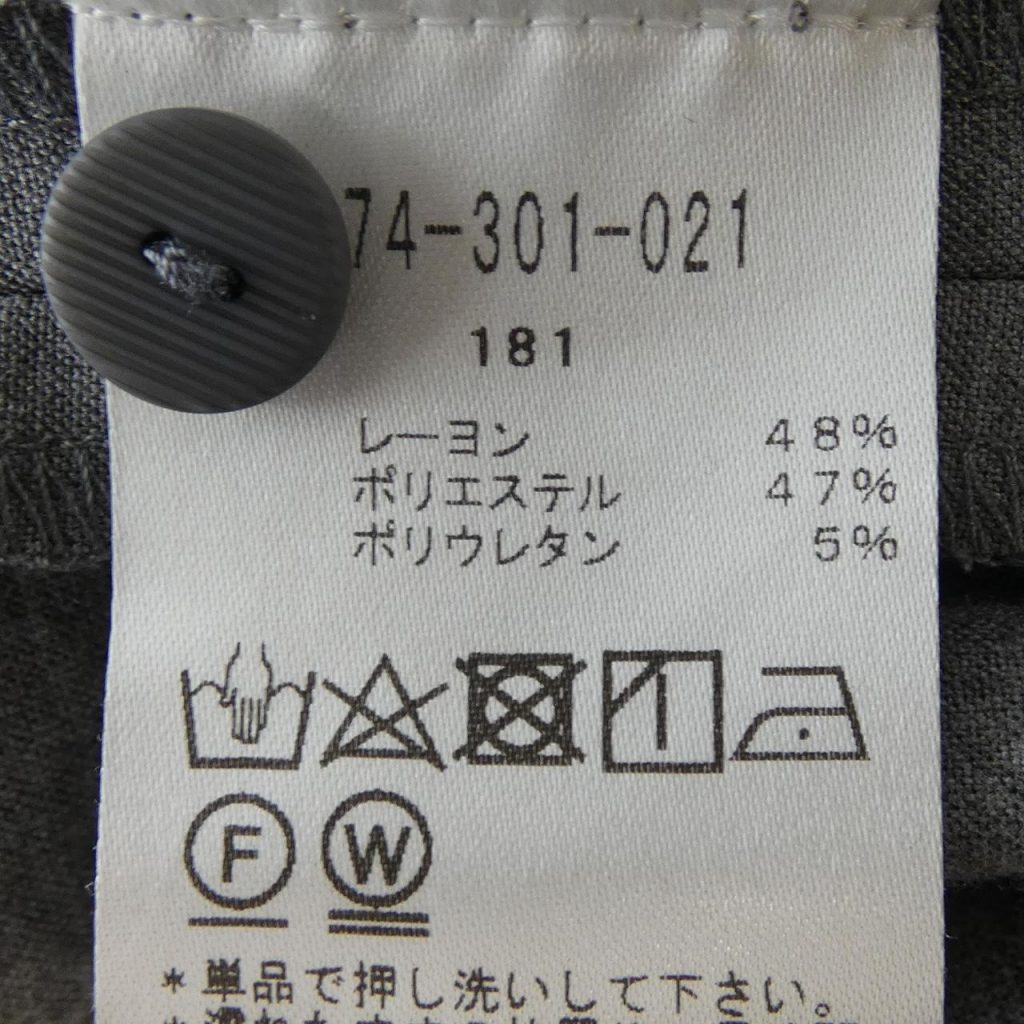 74-301-021
181
レーヨン 48%
ポリエステル 47%
ポリウレタン 5%
F W
*単品で押し洗いして下さい。